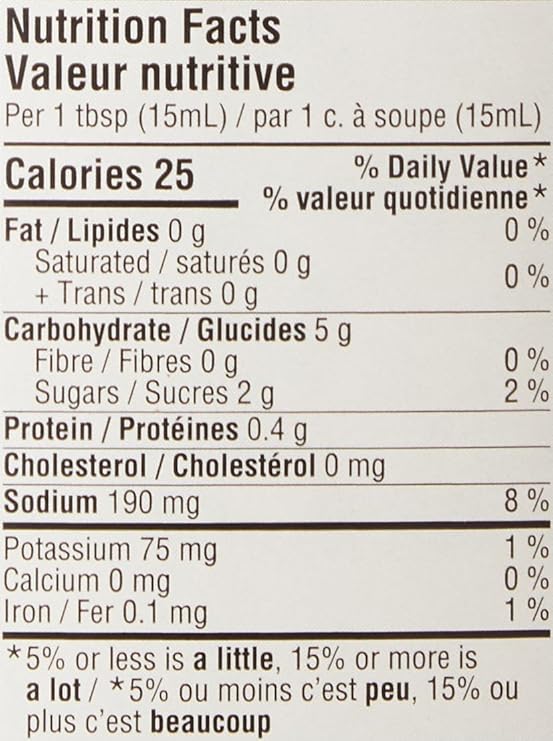 Nutrition Facts
Valeur nutritive
Per 1 tbsp (15mL) / par 1 c. à soupe (15mL)
Calories 25
% Daily Value*
% valeur quotidienne*
Fat / Lipides 0 g 0 %
Saturated / saturés 0 g
+ Trans / trans 0 g 0 %
Carbohydrate / Glucides 5 g
Fibre / Fibres 0 g 0 %
Sugars / Sucres 2 g 2 %
Protein / Protéines 0.4 g
Cholesterol / Cholestérol 0 mg
Sodium 190 mg 8 %
Potassium 75 mg 1 %
Calcium 0 mg 0 %
Iron / Fer 0.1 mg 1 %
*5% or less is a little, 15% or more is
a lot / *5% ou moins c'est peu, 15% ou
plus c'est beaucoup